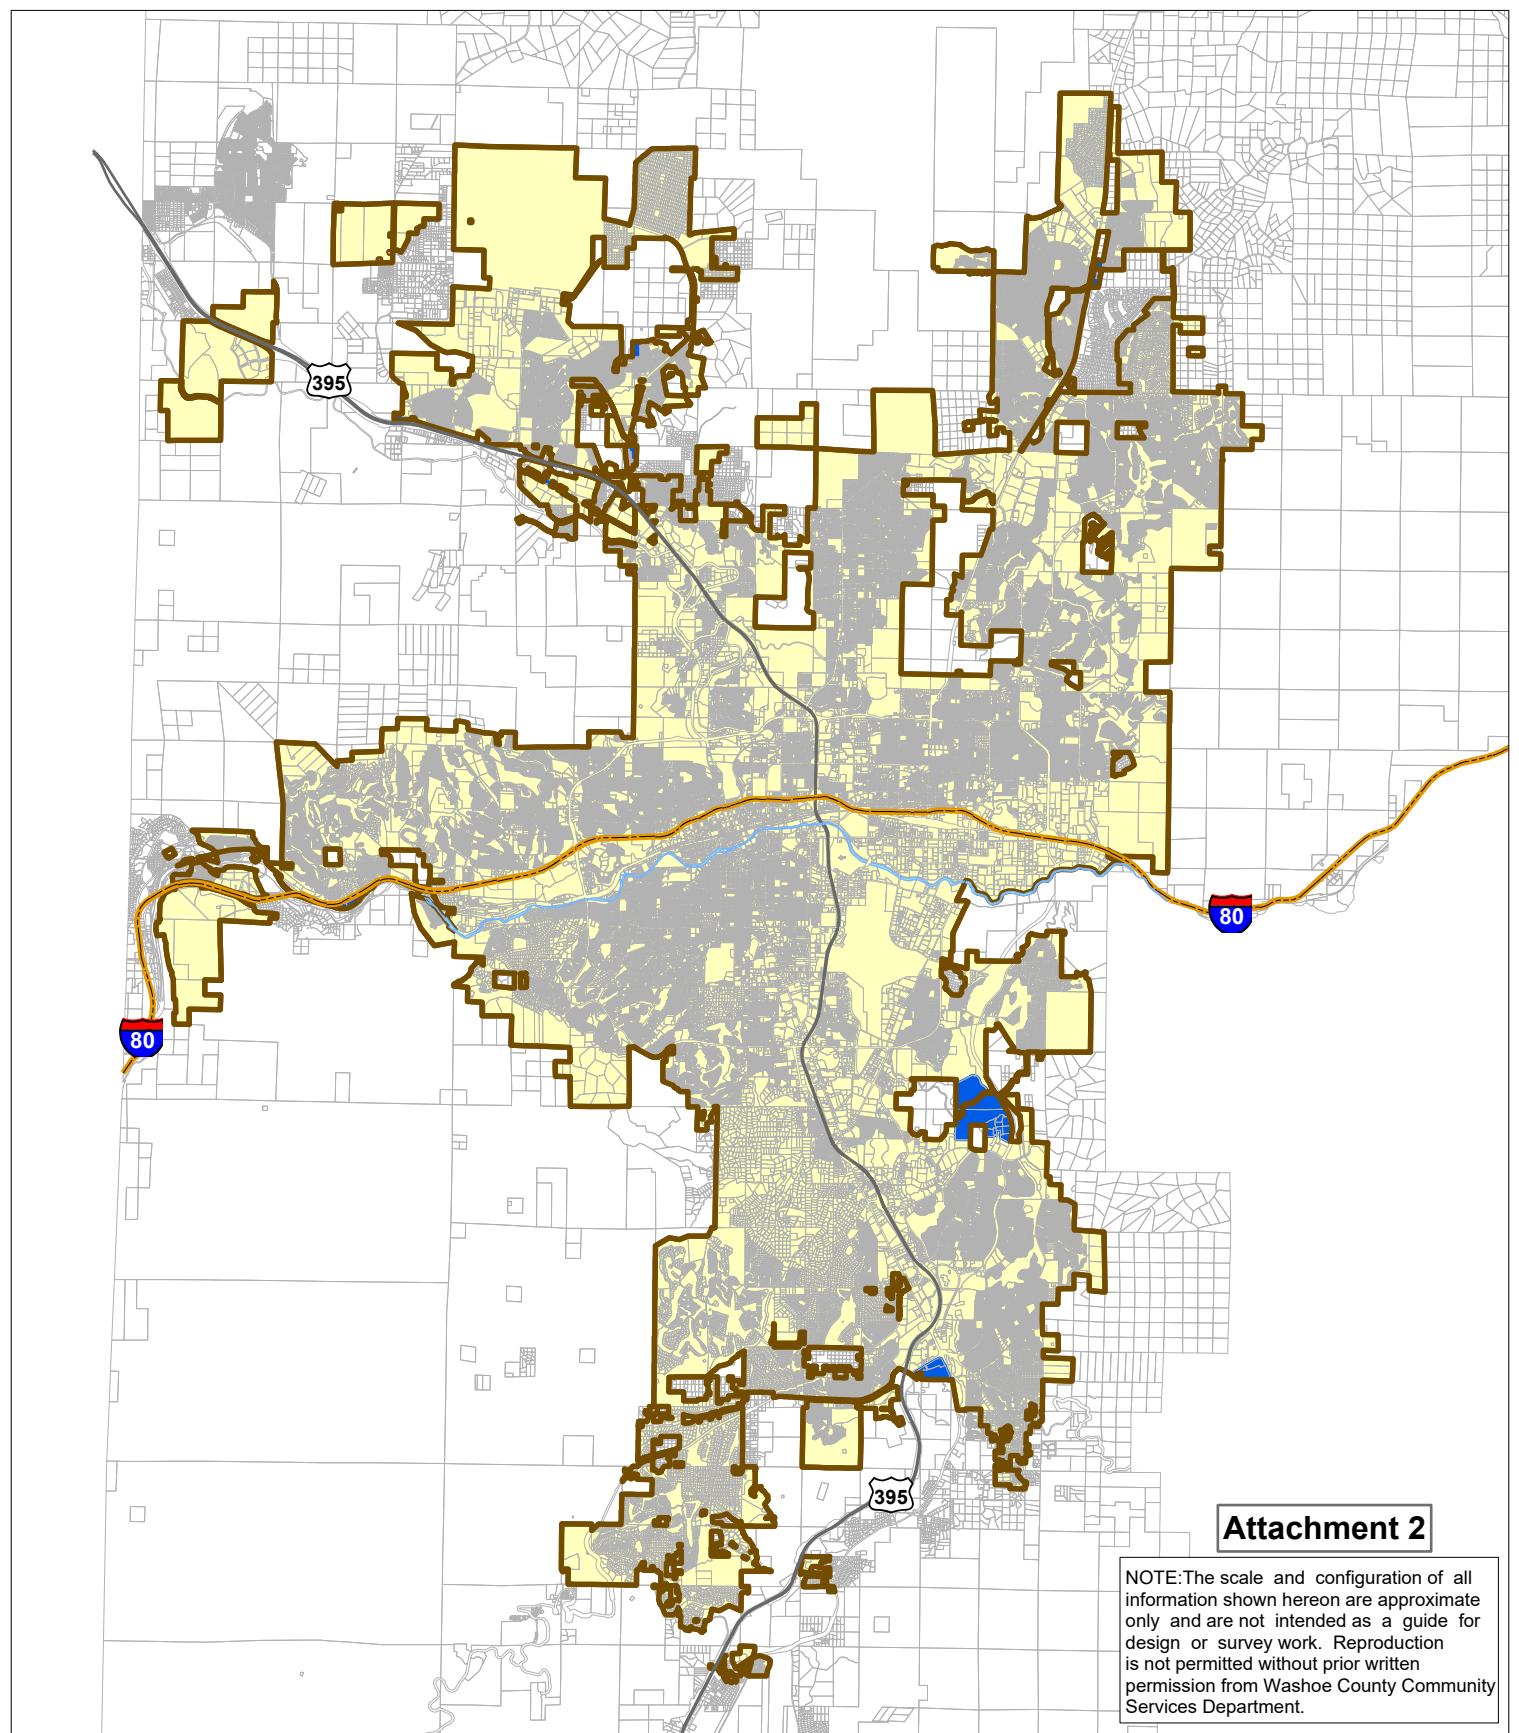 395
80
80
395
Attachment 2
NOTE:The scale and configuration of all
information shown hereon are approximate
only and are not intended as a guide for
design or survey work. Reproduction
is not permitted without prior written
permission from Washoe County Community
Services Department.